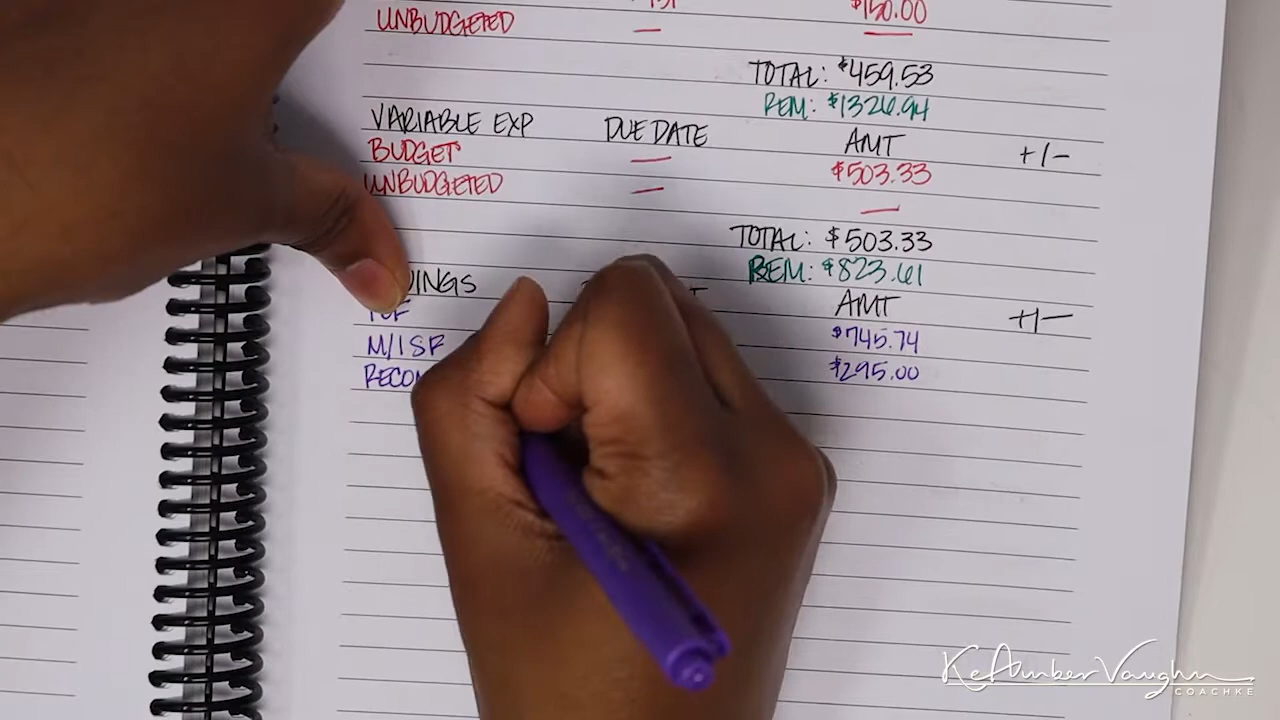 $150.00
UNBUDGETED — —
TOTAL: $459.53
REM: $1326.94
VARIABLE EXP DUE DATE AMT +/-
BUDGET — $503.33
UNBUDGETED — —
TOTAL: $503.33
REM: $823.61
AMT +/-
M/ISF $745.74
$295.00
KeAmber Vaughn
COACHKE